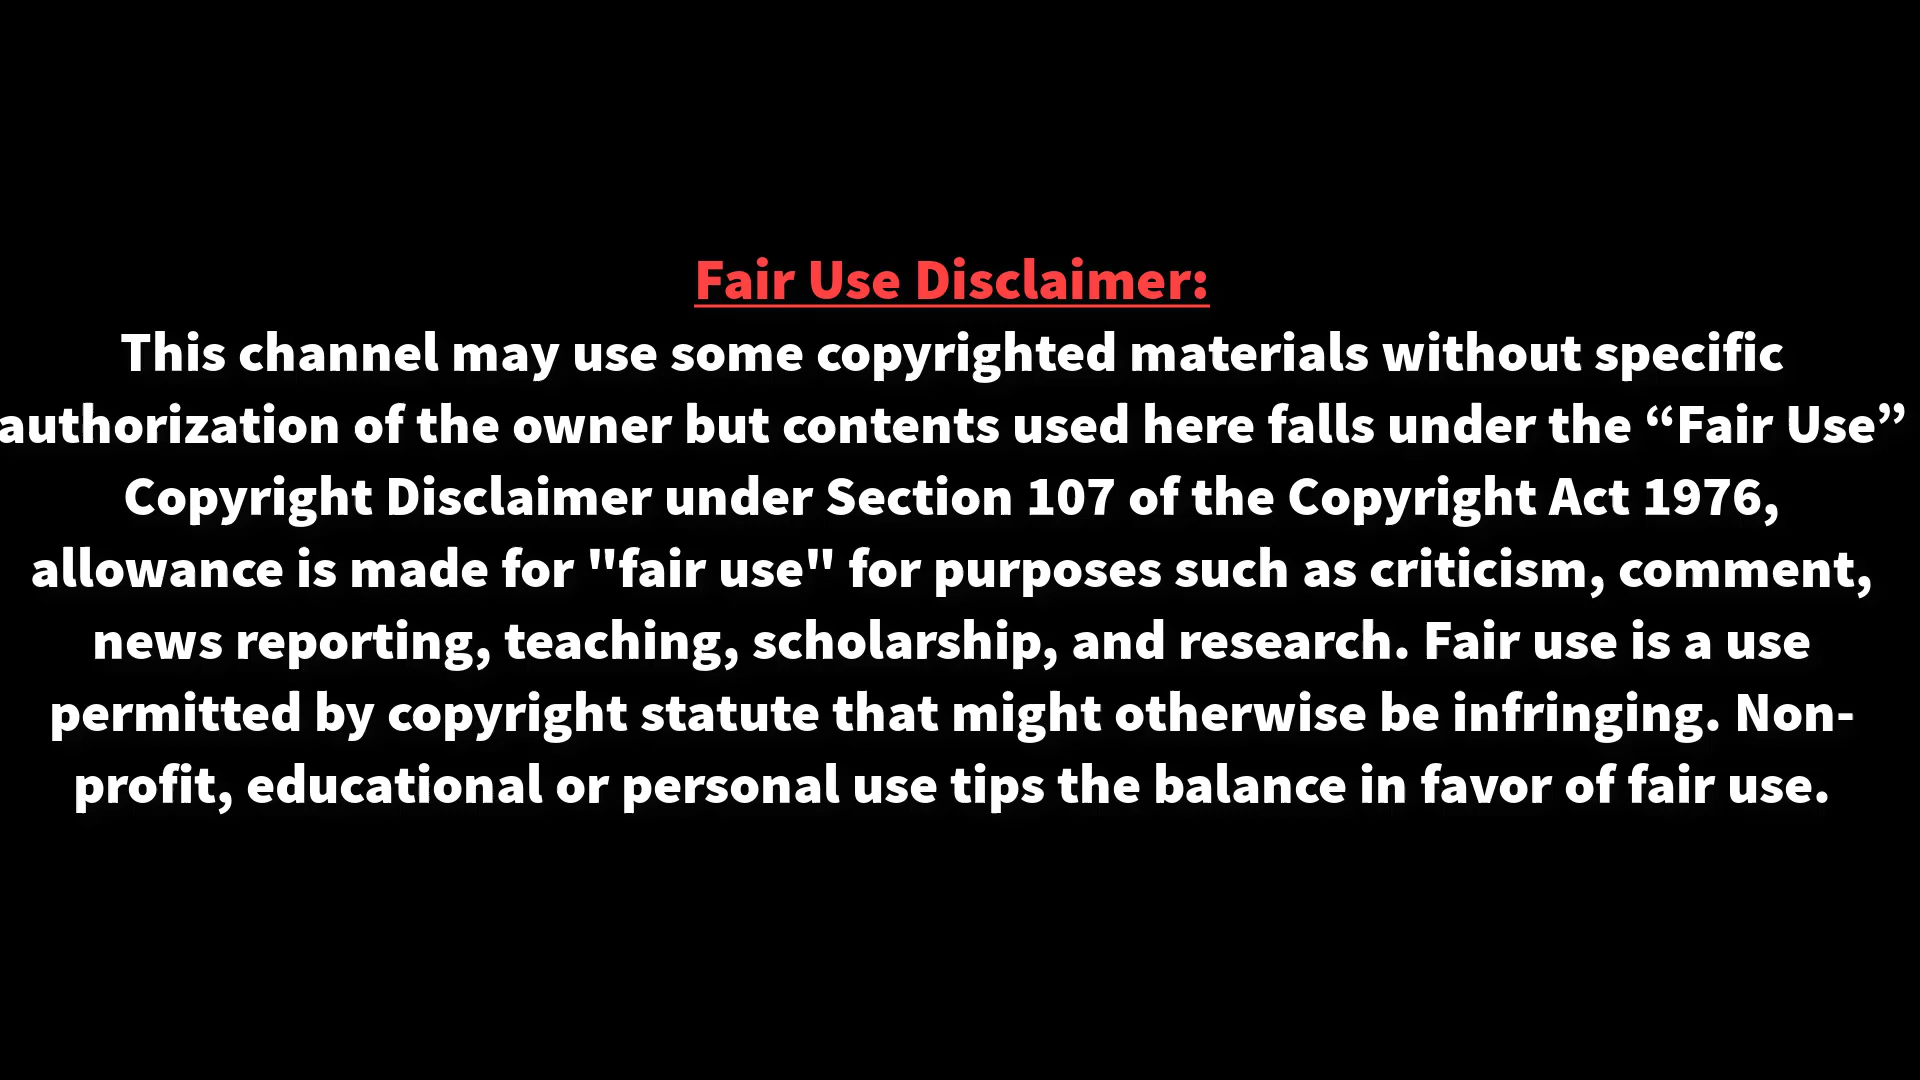 Fair Use Disclaimer:
This channel may use some copyrighted materials without specific
authorization of the owner but contents used here falls under the “Fair Use”
Copyright Disclaimer under Section 107 of the Copyright Act 1976,
allowance is made for "fair use" for purposes such as criticism, comment,
news reporting, teaching, scholarship, and research. Fair use is a use
permitted by copyright statute that might otherwise be infringing. Non-
profit, educational or personal use tips the balance in favor of fair use.